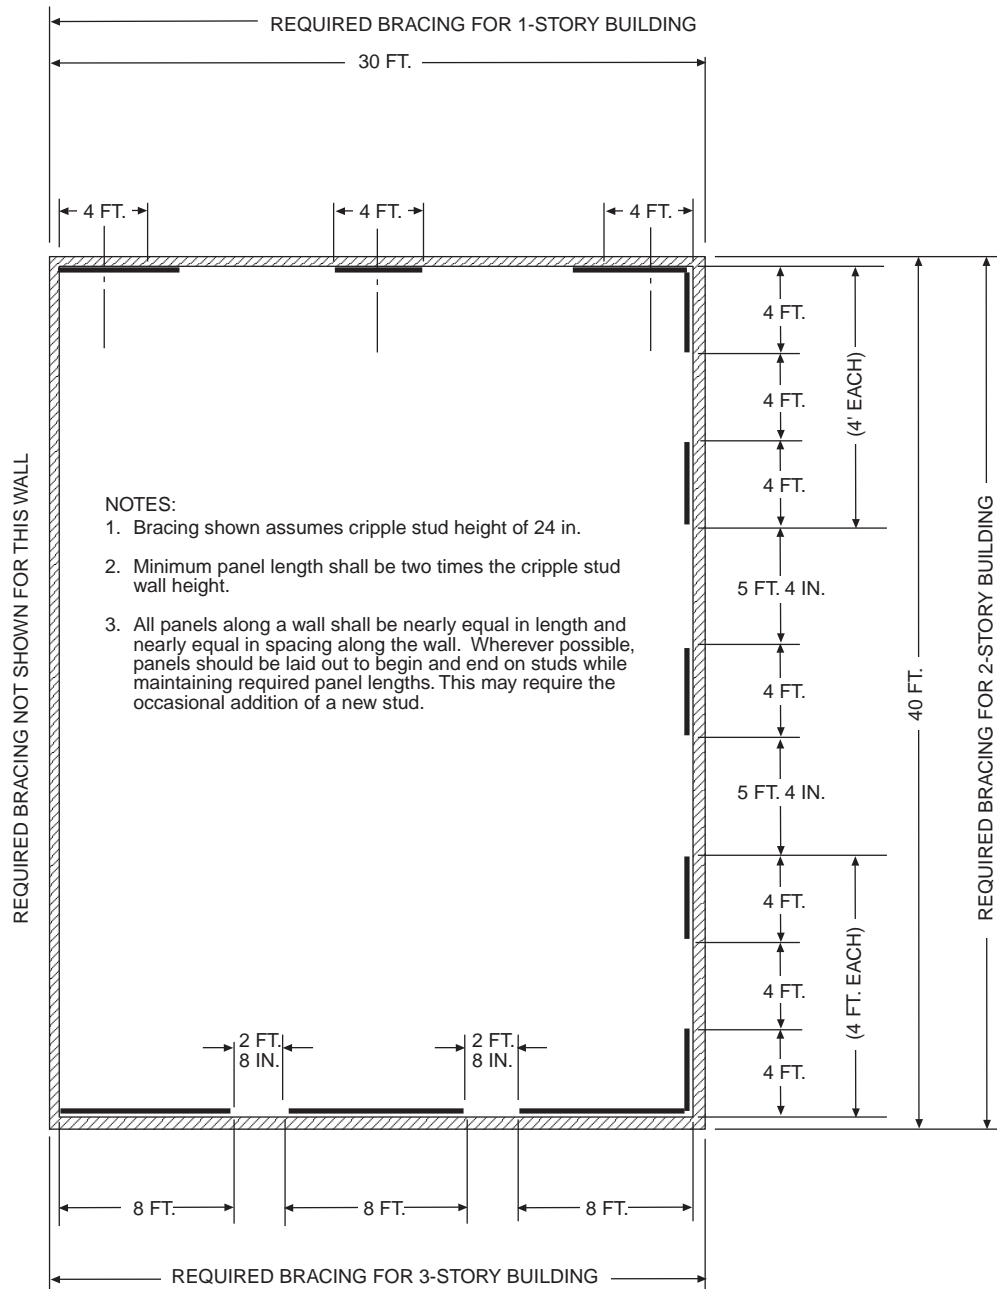 REQUIRED BRACING FOR 1-STORY BUILDING
30 FT.
4 FT.
4 FT.
4 FT.
4 FT.
4 FT.
4 FT.
(4' EACH)
5 FT. 4 IN.
4 FT.
5 FT. 4 IN.
4 FT.
4 FT.
4 FT.
(4 FT. EACH)
40 FT.
REQUIRED BRACING FOR 2-STORY BUILDING
REQUIRED BRACING NOT SHOWN FOR THIS WALL
NOTES:
1. Bracing shown assumes cripple stud height of 24 in.
2. Minimum panel length shall be two times the cripple stud
wall height.
3. All panels along a wall shall be nearly equal in length and
nearly equal in spacing along the wall. Wherever possible,
panels should be laid out to begin and end on studs while
maintaining required panel lengths. This may require the
occasional addition of a new stud.
2 FT.
8 IN.
2 FT.
8 IN.
8 FT.
8 FT.
8 FT.
REQUIRED BRACING FOR 3-STORY BUILDING